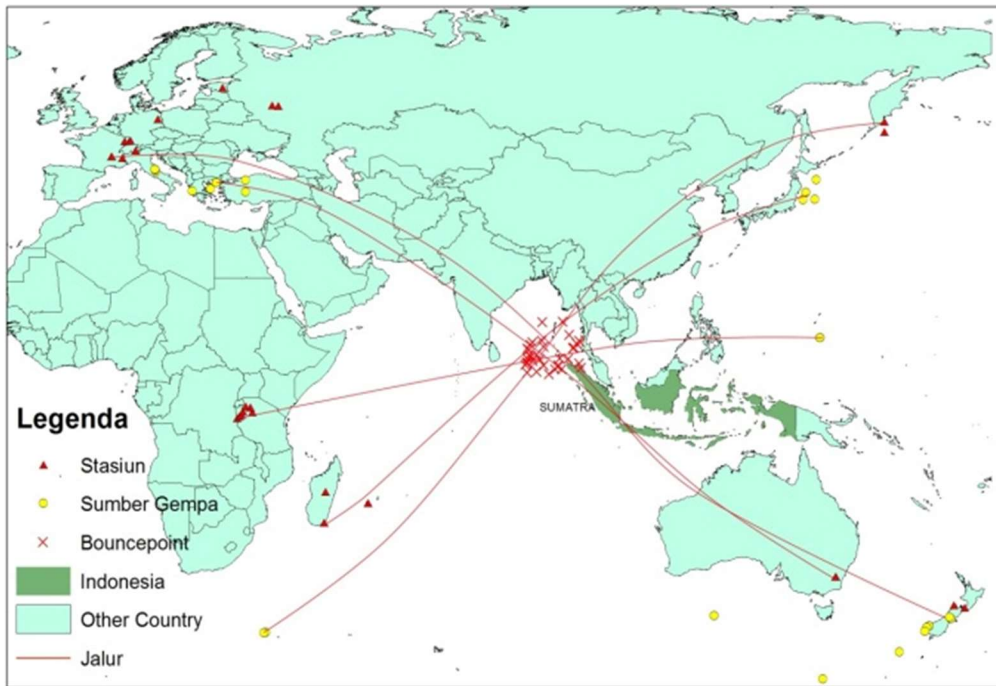 SUMATRA
Legenda
Stasiun
Sumber Gempa
Bouncepoint
Indonesia
Other Country
Jalur